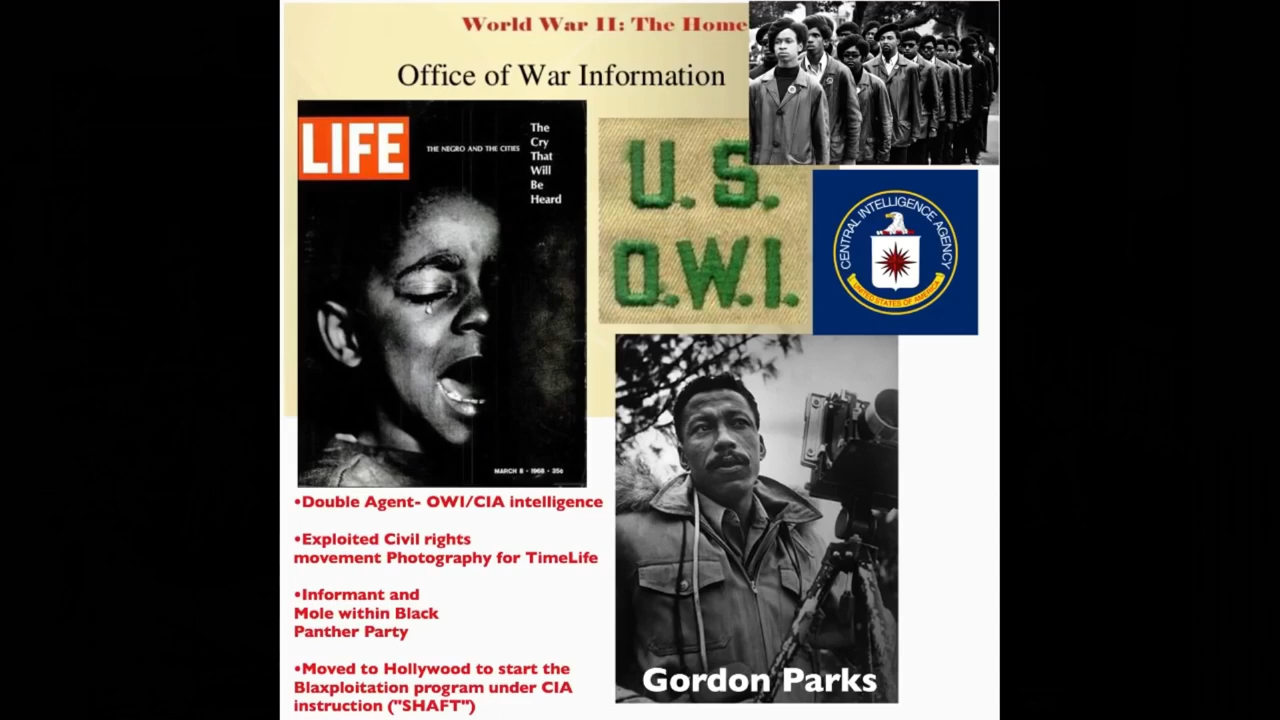 World War II: The Home
Office of War Information
LIFE
THE NEGRO AND THE CITIES
The
Cry
That
Will
Be
Heard
MARCH 8 · 1968 · 35¢
U.S.
O.W.I.
CENTRAL INTELLIGENCE AGENCY
UNITED STATES OF AMERICA
•Double Agent- OWI/CIA intelligence
•Exploited Civil rights
movement Photography for TimeLife
•Informant and
Mole within Black
Panther Party
•Moved to Hollywood to start the
Blaxploitation program under CIA
instruction ("SHAFT")
Gordon Parks